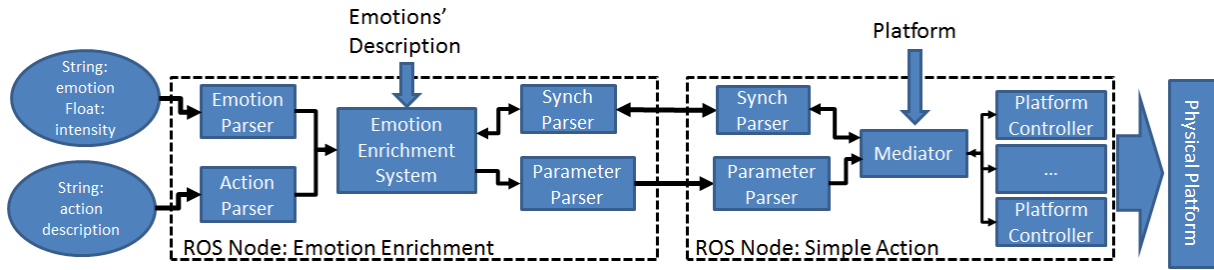 Emotions'
Description
Platform
String:
emotion
Float:
intensity
String:
action
description
Emotion
Parser
Action
Parser
Emotion
Enrichment
System
Synch
Parser
Parameter
Parser
ROS Node: Emotion Enrichment
Synch
Parser
Parameter
Parser
Mediator
Platform
Controller
...
Platform
Controller
ROS Node: Simple Action
Physical Platform